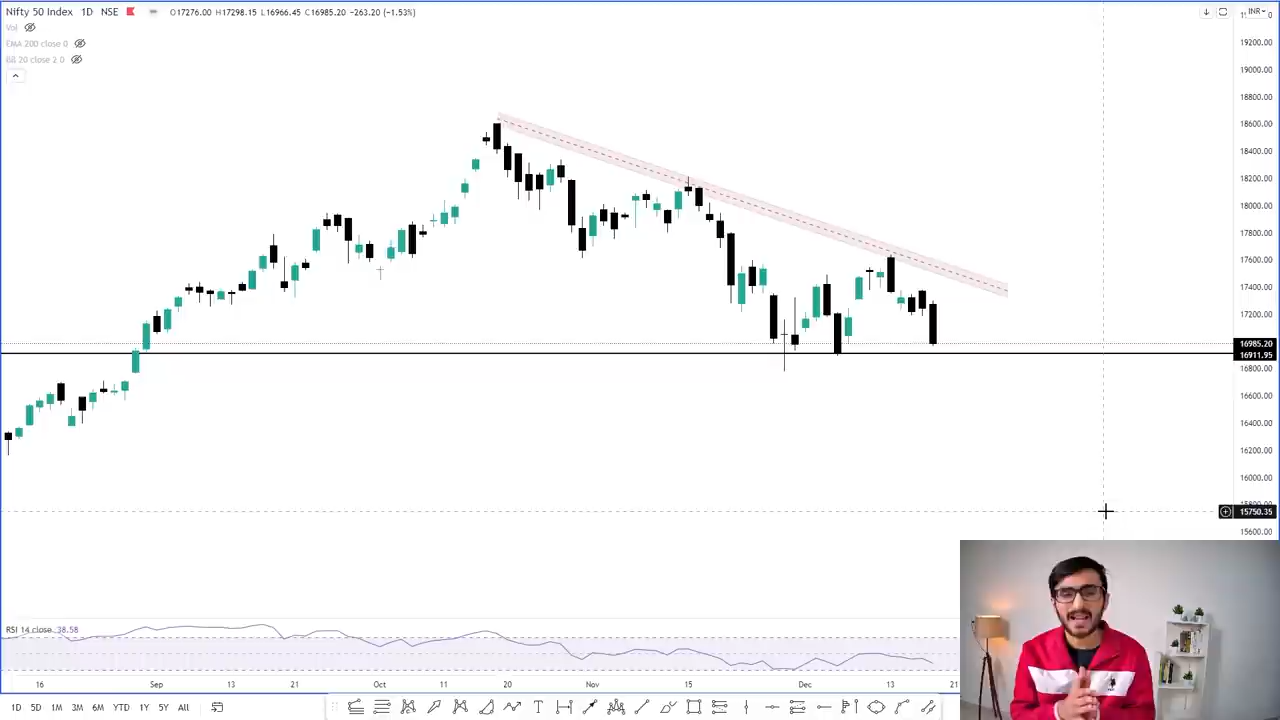 Nifty 50 Index 1D NSE O17276.00 H17298.15 L16966.45 C16985.20 -263.20 (-1.53%)
INR
Vol
EMA 200 close 0
BB 20 close 2 0
19200.00
19000.00
18800.00
18600.00
18400.00
18200.00
18000.00
17800.00
17600.00
17400.00
17200.00
16985.20
16911.95
16800.00
16600.00
16400.00
16200.00
16000.00
15750.35
15600.00
RSI 14 close 38.58
16 Sep 13 21 Oct 11 20 Nov 15 Dec 13 21
1D 5D 1M 3M 6M YTD 1Y 5Y All